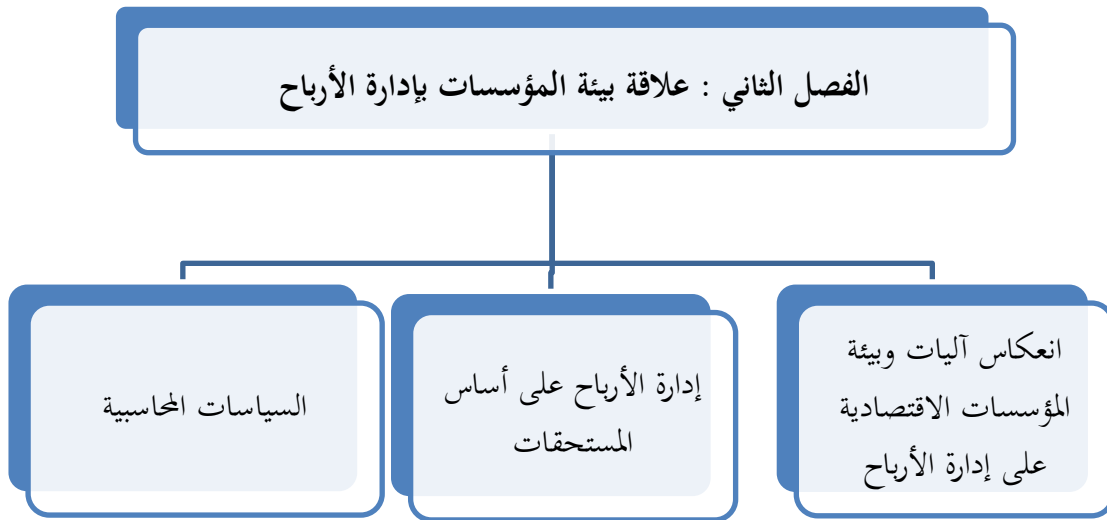 الفصل الثاني : علاقة بيئة المؤسسات بإدارة الأرباح
انعكاس آليات وبيئة
المؤسسات الاقتصادية
على إدارة الأرباح
إدارة الأرباح على أساس
المستحقات
السياسات المحاسبية